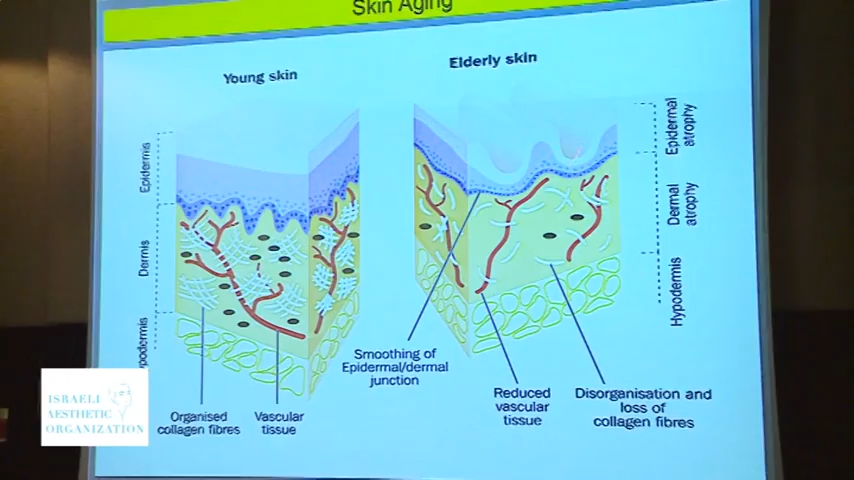 Skin Aging
Young skin
Elderly skin
Epidermis
Dermis
ypodermis
Epidermal
atrophy
Dermal
atrophy
Hypodermis
Smoothing of
Epidermal/dermal
junction
Organised
collagen fibres
Vascular
tissue
Reduced
vascular
tissue
Disorganisation and
loss of
collagen fibres
ISRAELI
AESTHETIC
ORGANIZATION